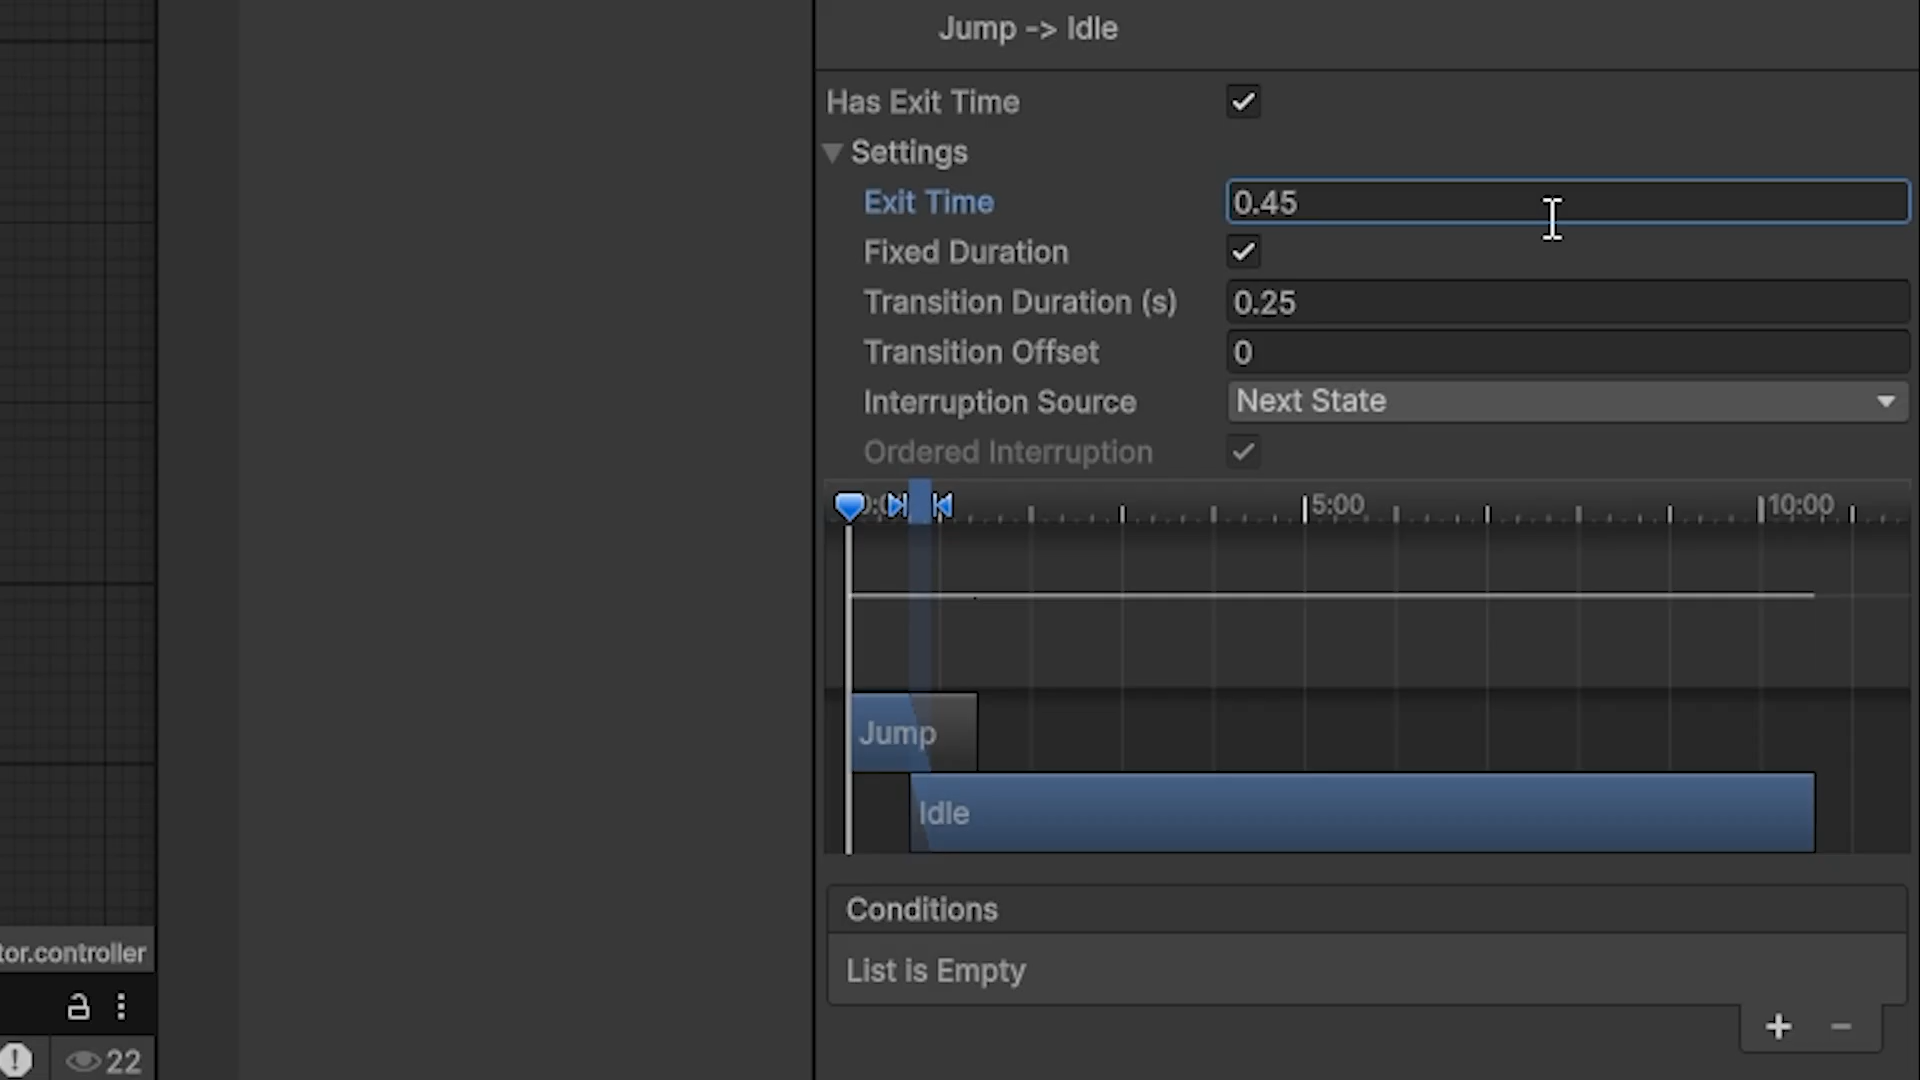 Jump -> Idle
Has Exit Time
Settings
Exit Time 0.45
Fixed Duration
Transition Duration (s) 0.25
Transition Offset 0
Interruption Source Next State
Ordered Interruption
5:00 10:00
Jump
Idle
Conditions
List is Empty
tor.controller
22